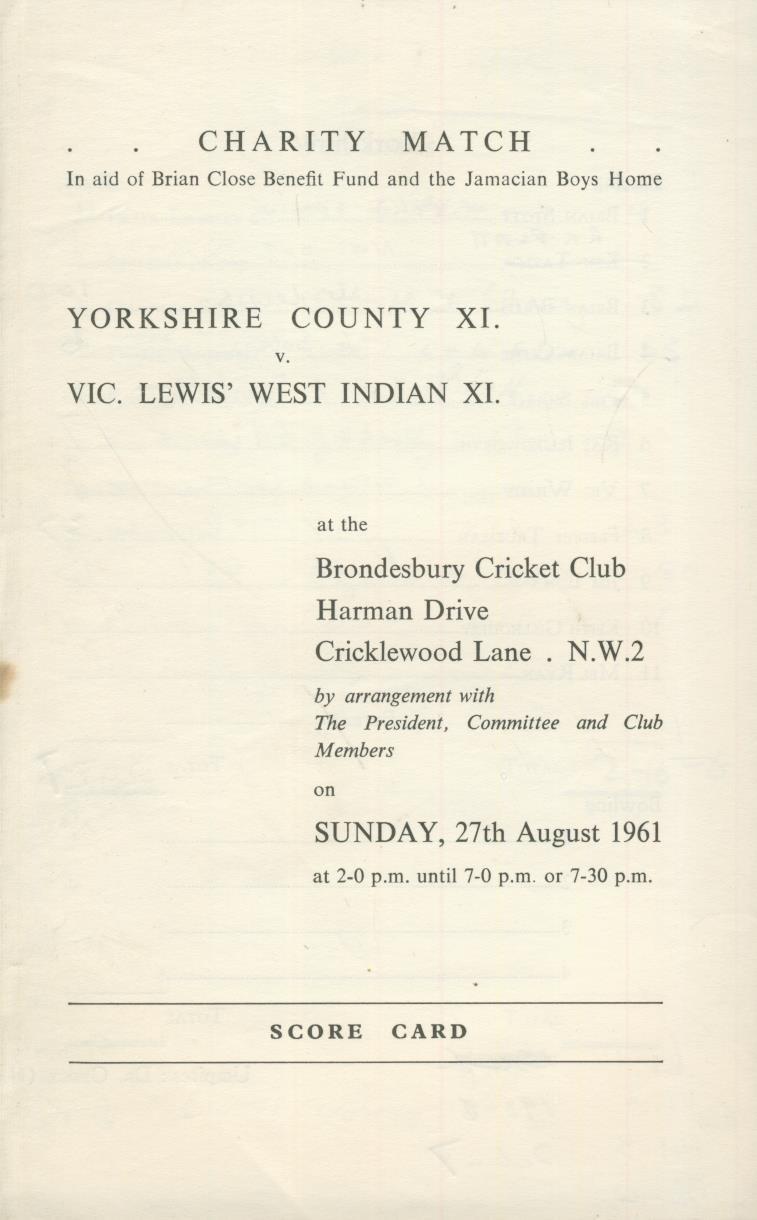 . . CHARITY MATCH . .
In aid of Brian Close Benefit Fund and the Jamacian Boys Home
YORKSHIRE COUNTY XI.
v.
VIC. LEWIS' WEST INDIAN XI.
at the
Brondesbury Cricket Club
Harman Drive
Cricklewood Lane . N.W.2
by arrangement with
The President, Committee and Club
Members
on
SUNDAY, 27th August 1961
at 2-0 p.m. until 7-0 p.m. or 7-30 p.m.
SCORE CARD